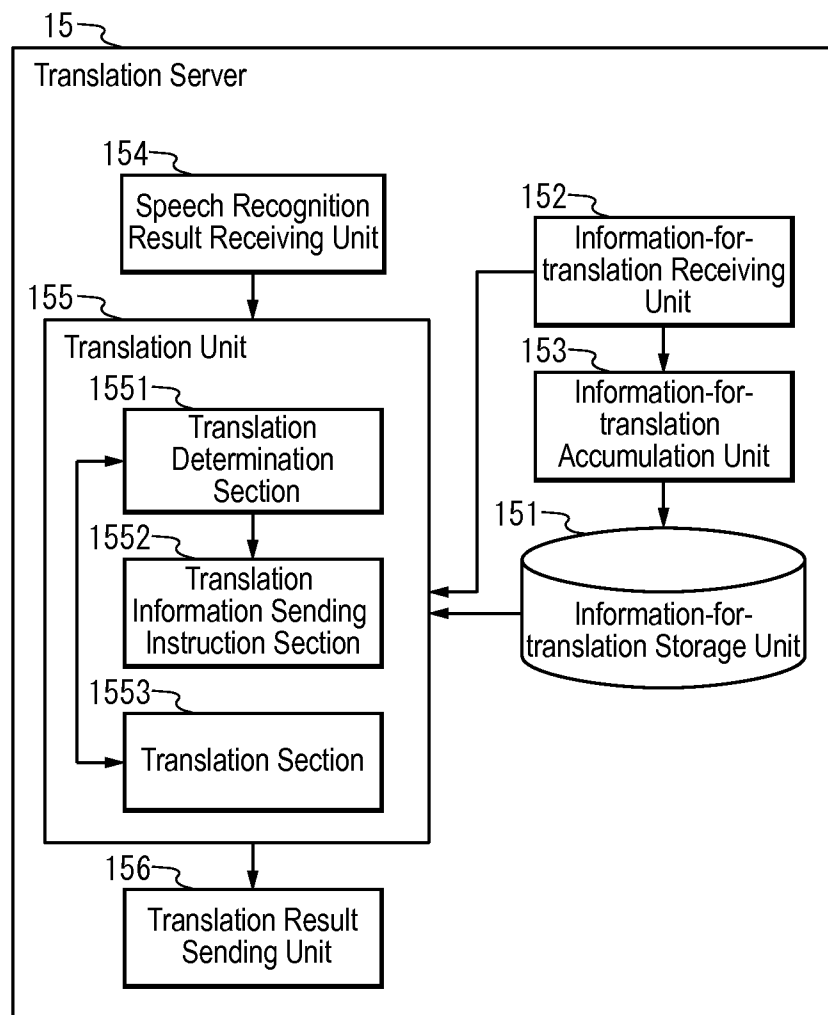 15
Translation Server
154
Speech Recognition
Result Receiving Unit
152
Information-for-
translation Receiving
Unit
155
Translation Unit
153
Information-for-
translation
Accumulation Unit
1551
Translation
Determination
Section
151
Information-for-
translation Storage Unit
1552
Translation
Information Sending
Instruction Section
1553
Translation Section
156
Translation Result
Sending Unit